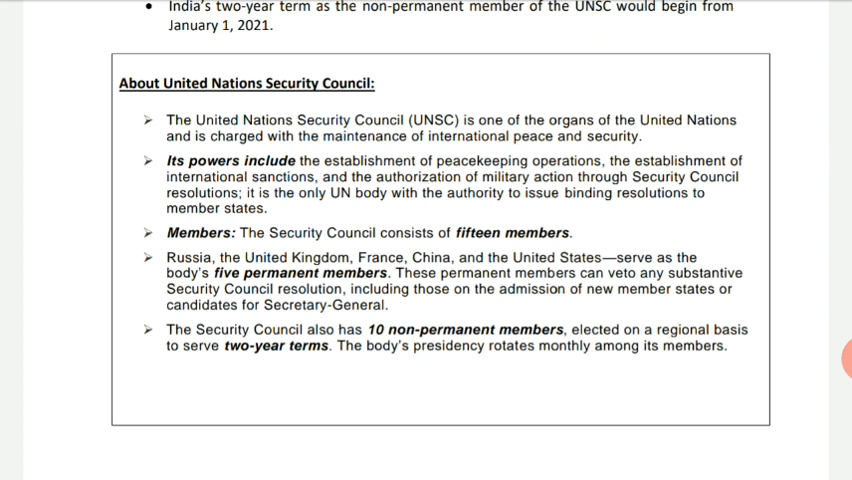 • India's two-year term as the non-permanent member of the UNSC would begin from
January 1, 2021.
About United Nations Security Council:
➢ The United Nations Security Council (UNSC) is one of the organs of the United Nations
and is charged with the maintenance of international peace and security.
➢ Its powers include the establishment of peacekeeping operations, the establishment of
international sanctions, and the authorization of military action through Security Council
resolutions; it is the only UN body with the authority to issue binding resolutions to
member states.
➢ Members: The Security Council consists of fifteen members.
➢ Russia, the United Kingdom, France, China, and the United States—serve as the
body's five permanent members. These permanent members can veto any substantive
Security Council resolution, including those on the admission of new member states or
candidates for Secretary-General.
➢ The Security Council also has 10 non-permanent members, elected on a regional basis
to serve two-year terms. The body's presidency rotates monthly among its members.